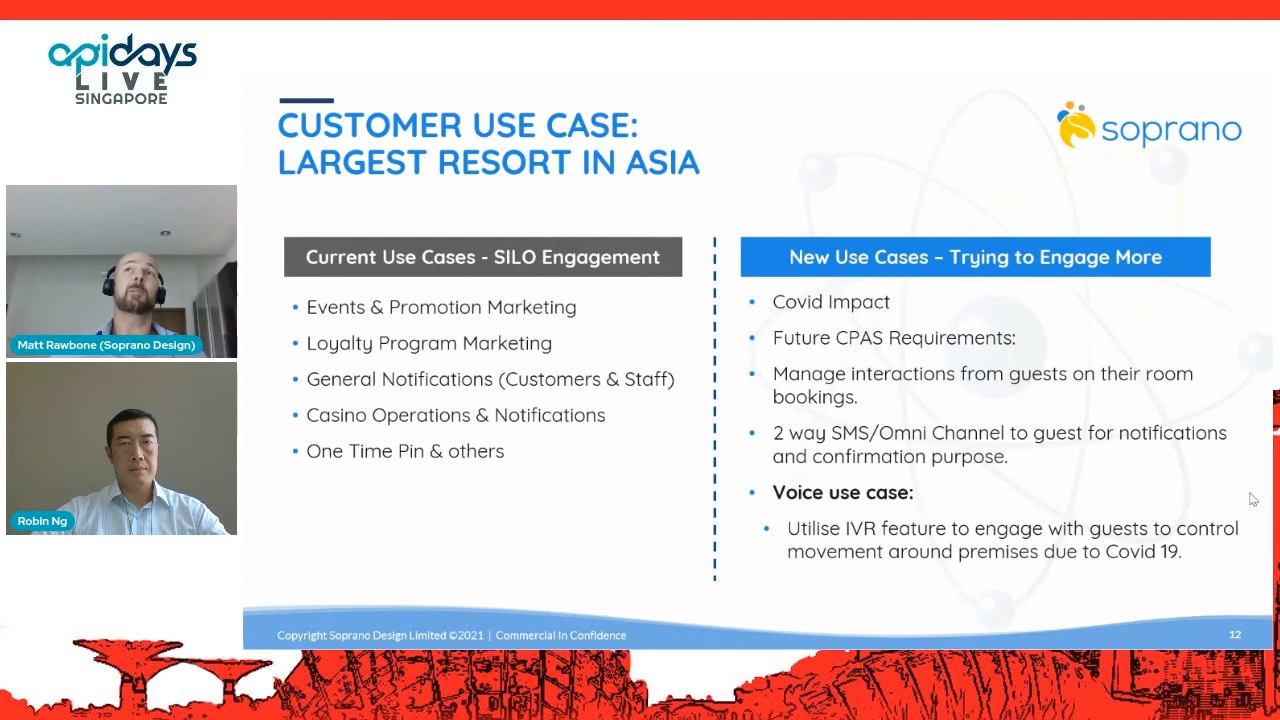 apidays
LIVE
SINGAPORE
CUSTOMER USE CASE:
LARGEST RESORT IN ASIA
soprano
Current Use Cases - SILO Engagement
• Events & Promotion Marketing
• Loyalty Program Marketing
• General Notifications (Customers & Staff)
• Casino Operations & Notifications
• One Time Pin & others
New Use Cases – Trying to Engage More
• Covid Impact
• Future CPAS Requirements:
• Manage interactions from guests on their room
bookings.
• 2 way SMS/Omni Channel to guest for notifications
and confirmation purpose.
• Voice use case:
• Utilise IVR feature to engage with guests to control
movement around premises due to Covid 19.
Matt Rawbone (Soprano Design)
Robin Ng
Copyright Soprano Design Limited ©2021 | Commercial In Confidence
12